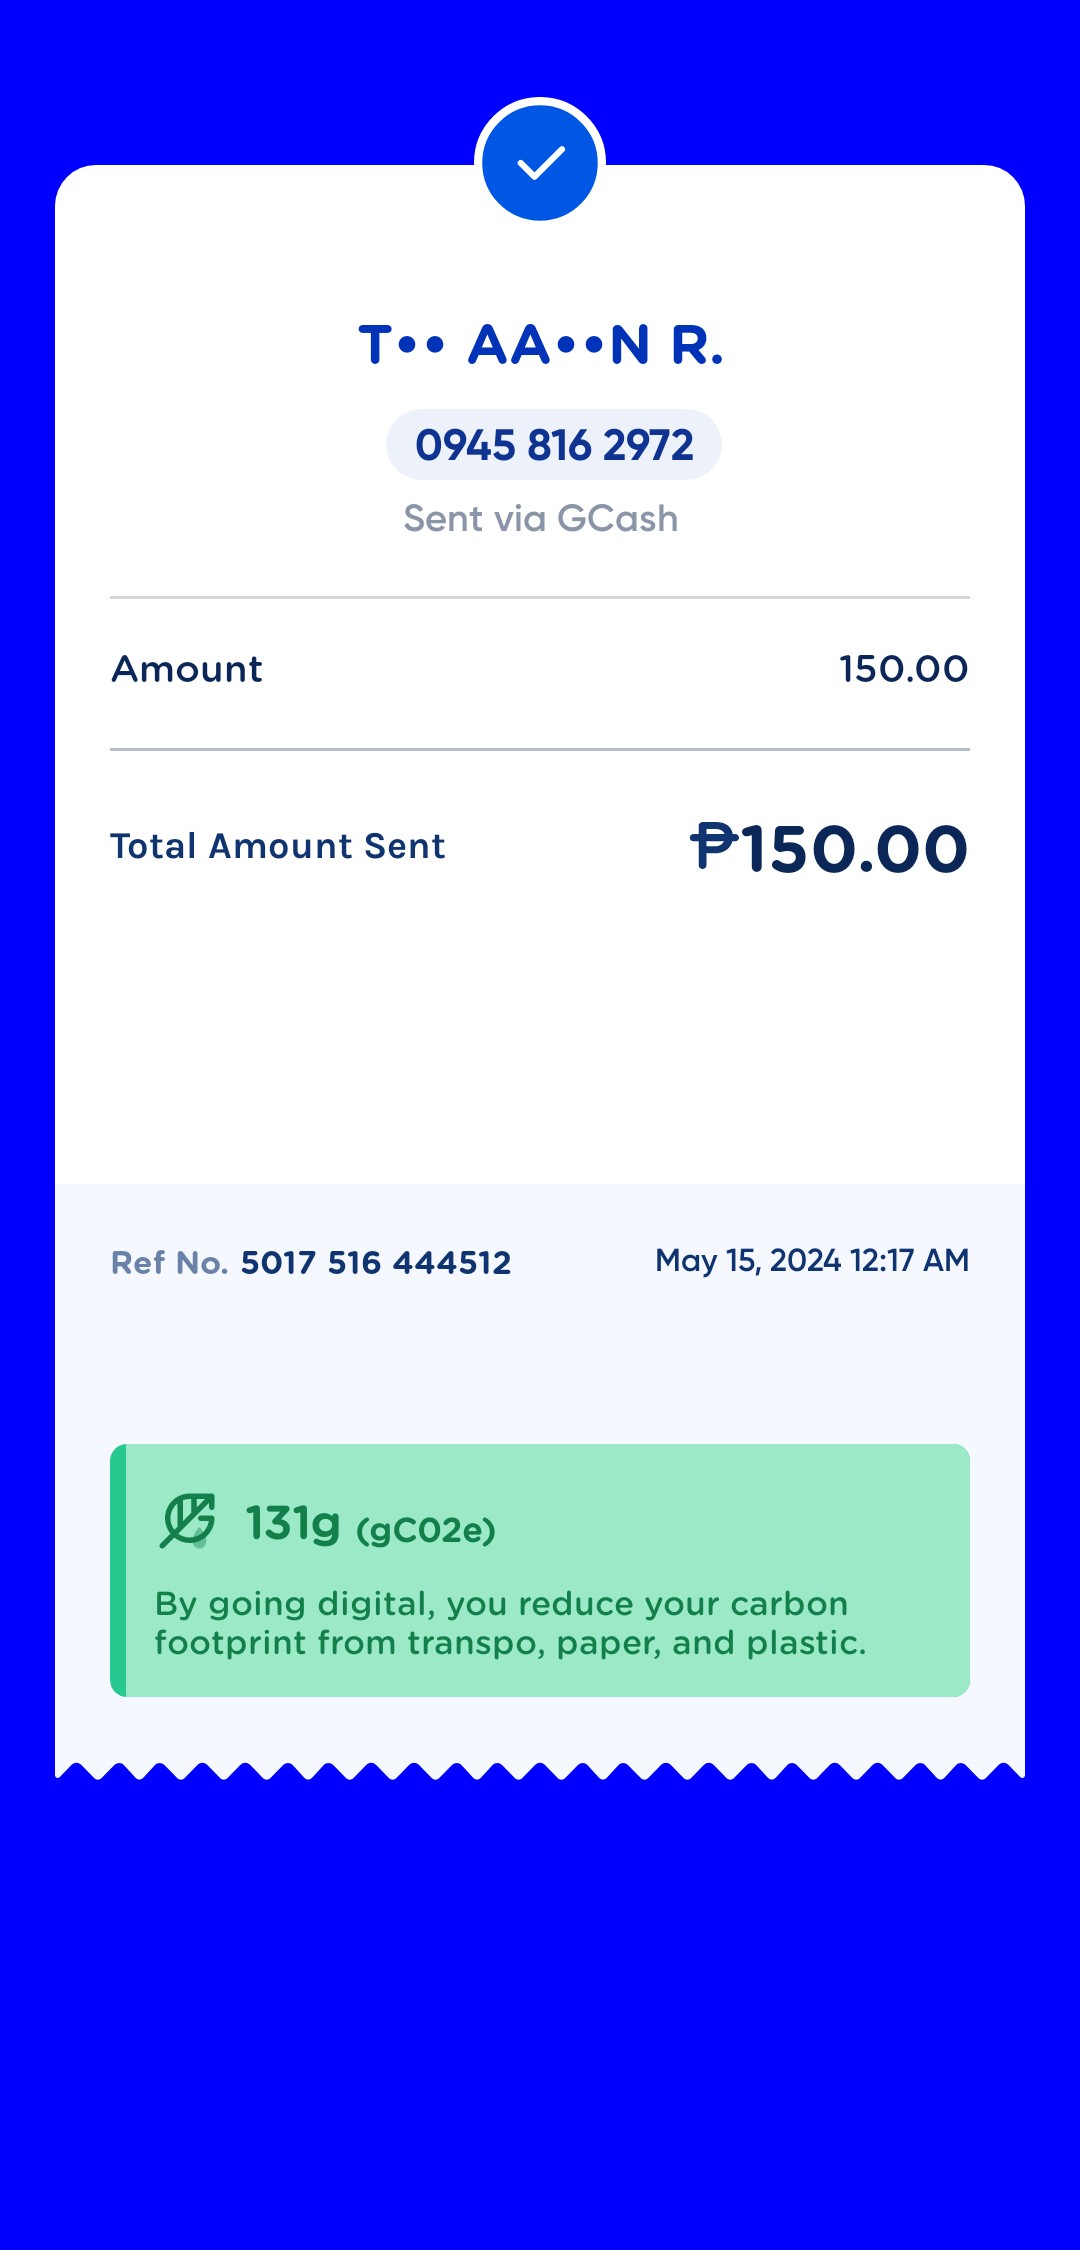 T•• AA••N R.
0945 816 2972
Sent via GCash
Amount 150.00
Total Amount Sent ₱150.00
Ref No. 5017 516 444512 May 15, 2024 12:17 AM
131g (gC02e)
By going digital, you reduce your carbon
footprint from transpo, paper, and plastic.